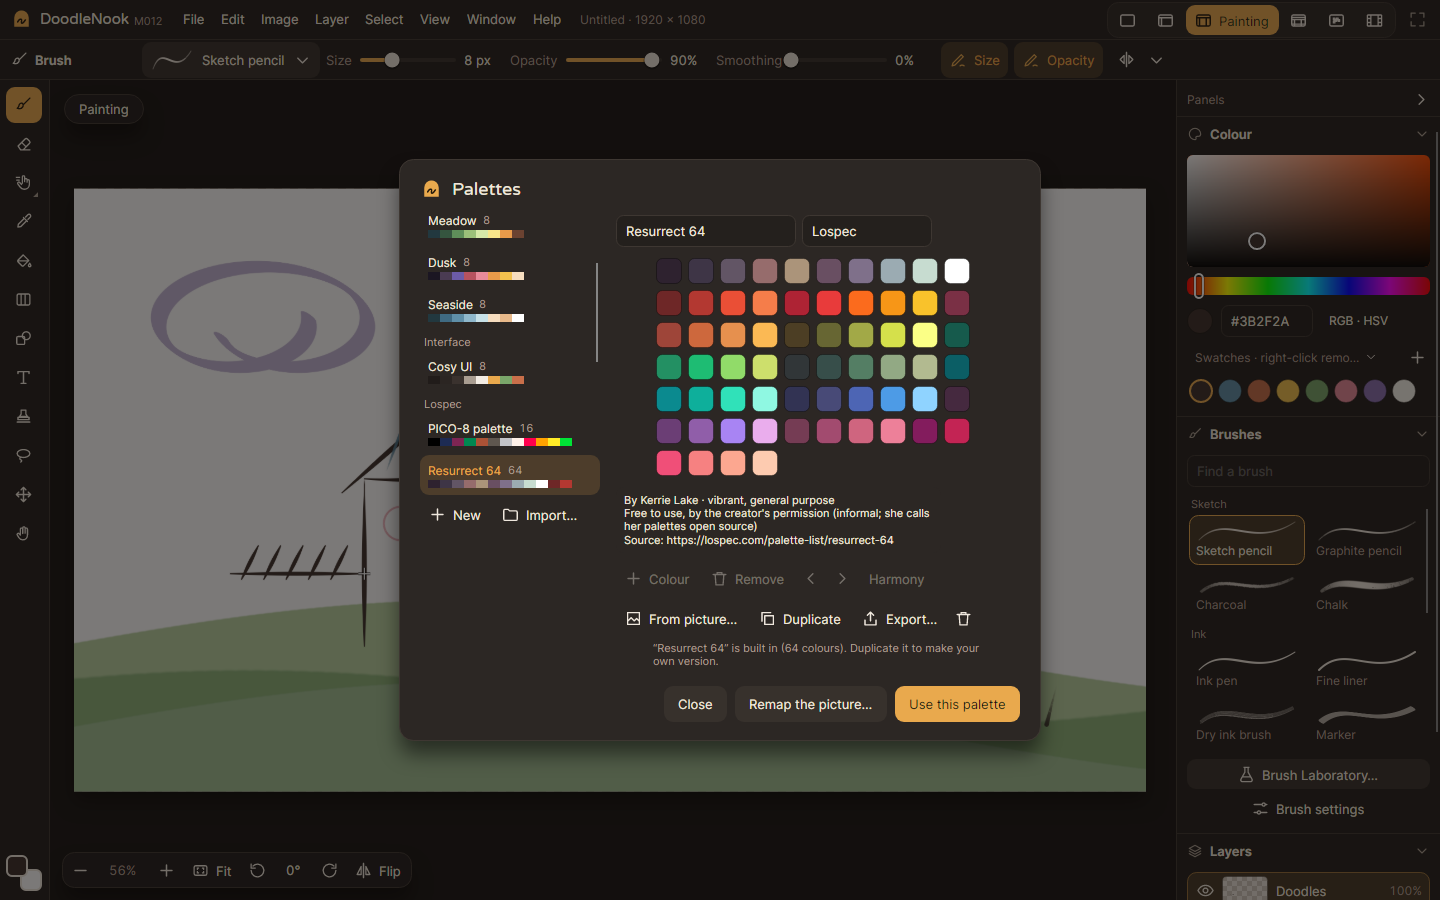 DoodleNook M012 File Edit Image Layer Select View Window Help Untitled · 1920 × 1080 Painting
Brush Sketch pencil Size 8 px Opacity 90% Smoothing 0% Size Opacity
Painting
Panels
Colour
#3B2F2A RGB · HSV
Swatches · right-click remo...
Brushes
Find a brush
Sketch
Sketch pencil Graphite pencil
Charcoal Chalk
Ink
Ink pen Fine liner
Dry ink brush Marker
Brush Laboratory...
Brush settings
Layers
Doodles 100%
Palettes
Meadow 8
Dusk 8
Seaside 8
Interface
Cosy UI 8
Lospec
PICO-8 palette 16
Resurrect 64 64
New Import...
Resurrect 64 Lospec
By Kerrie Lake · vibrant, general purpose
Free to use, by the creator's permission (informal; she calls
her palettes open source)
Source: https://lospec.com/palette-list/resurrect-64
Colour Remove Harmony
From picture... Duplicate Export...
“Resurrect 64” is built in (64 colours). Duplicate it to make your
own version.
Close Remap the picture... Use this palette
56% Fit 0° Flip